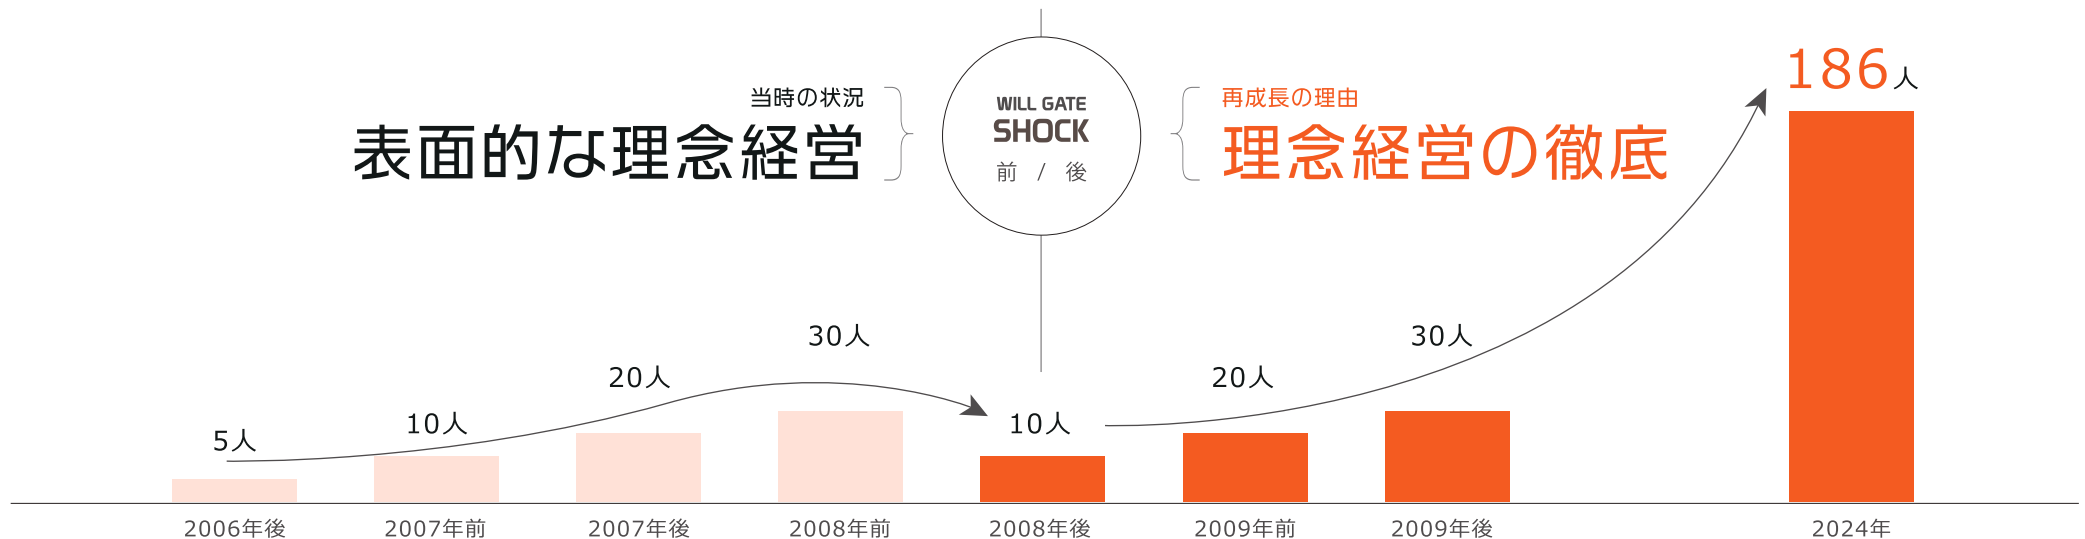 当時の状況
表面的な理念経営
WILL GATE
SHOCK
前 / 後
再成長の理由
理念経営の徹底
5人
10人
20人
30人
10人
20人
30人
186人
2006年後
2007年前
2007年後
2008年前
2008年後
2009年前
2009年後
2024年